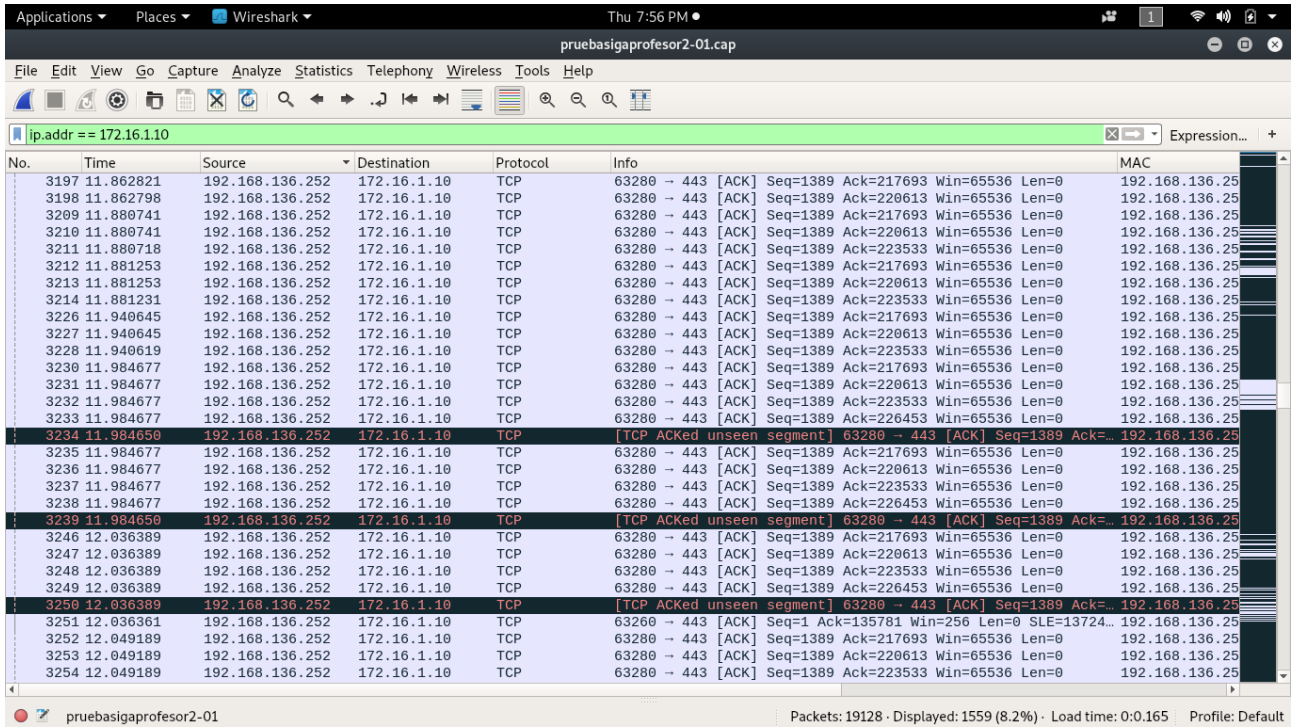 Applications ▾ Places ▾ Wireshark ▾ Thu 7:56 PM ● 1
pruebasigaprofesor2-01.cap
File Edit View Go Capture Analyze Statistics Telephony Wireless Tools Help
ip.addr == 172.16.1.10 Expression... +
No. Time Source Destination Protocol Info MAC
3197 11.862821 192.168.136.252 172.16.1.10 TCP 63280 → 443 [ACK] Seq=1389 Ack=217693 Win=65536 Len=0 192.168.136.25
3198 11.862798 192.168.136.252 172.16.1.10 TCP 63280 → 443 [ACK] Seq=1389 Ack=220613 Win=65536 Len=0 192.168.136.25
3209 11.880741 192.168.136.252 172.16.1.10 TCP 63280 → 443 [ACK] Seq=1389 Ack=217693 Win=65536 Len=0 192.168.136.25
3210 11.880741 192.168.136.252 172.16.1.10 TCP 63280 → 443 [ACK] Seq=1389 Ack=220613 Win=65536 Len=0 192.168.136.25
3211 11.880718 192.168.136.252 172.16.1.10 TCP 63280 → 443 [ACK] Seq=1389 Ack=223533 Win=65536 Len=0 192.168.136.25
3212 11.881253 192.168.136.252 172.16.1.10 TCP 63280 → 443 [ACK] Seq=1389 Ack=217693 Win=65536 Len=0 192.168.136.25
3213 11.881253 192.168.136.252 172.16.1.10 TCP 63280 → 443 [ACK] Seq=1389 Ack=220613 Win=65536 Len=0 192.168.136.25
3214 11.881231 192.168.136.252 172.16.1.10 TCP 63280 → 443 [ACK] Seq=1389 Ack=223533 Win=65536 Len=0 192.168.136.25
3226 11.940645 192.168.136.252 172.16.1.10 TCP 63280 → 443 [ACK] Seq=1389 Ack=217693 Win=65536 Len=0 192.168.136.25
3227 11.940645 192.168.136.252 172.16.1.10 TCP 63280 → 443 [ACK] Seq=1389 Ack=220613 Win=65536 Len=0 192.168.136.25
3228 11.940619 192.168.136.252 172.16.1.10 TCP 63280 → 443 [ACK] Seq=1389 Ack=223533 Win=65536 Len=0 192.168.136.25
3230 11.984677 192.168.136.252 172.16.1.10 TCP 63280 → 443 [ACK] Seq=1389 Ack=217693 Win=65536 Len=0 192.168.136.25
3231 11.984677 192.168.136.252 172.16.1.10 TCP 63280 → 443 [ACK] Seq=1389 Ack=220613 Win=65536 Len=0 192.168.136.25
3232 11.984677 192.168.136.252 172.16.1.10 TCP 63280 → 443 [ACK] Seq=1389 Ack=223533 Win=65536 Len=0 192.168.136.25
3233 11.984677 192.168.136.252 172.16.1.10 TCP 63280 → 443 [ACK] Seq=1389 Ack=226453 Win=65536 Len=0 192.168.136.25
3234 11.984650 192.168.136.252 172.16.1.10 TCP [TCP ACKed unseen segment] 63280 → 443 [ACK] Seq=1389 Ack=… 192.168.136.25
3235 11.984677 192.168.136.252 172.16.1.10 TCP 63280 → 443 [ACK] Seq=1389 Ack=217693 Win=65536 Len=0 192.168.136.25
3236 11.984677 192.168.136.252 172.16.1.10 TCP 63280 → 443 [ACK] Seq=1389 Ack=220613 Win=65536 Len=0 192.168.136.25
3237 11.984677 192.168.136.252 172.16.1.10 TCP 63280 → 443 [ACK] Seq=1389 Ack=223533 Win=65536 Len=0 192.168.136.25
3238 11.984677 192.168.136.252 172.16.1.10 TCP 63280 → 443 [ACK] Seq=1389 Ack=226453 Win=65536 Len=0 192.168.136.25
3239 11.984650 192.168.136.252 172.16.1.10 TCP [TCP ACKed unseen segment] 63280 → 443 [ACK] Seq=1389 Ack=… 192.168.136.25
3246 12.036389 192.168.136.252 172.16.1.10 TCP 63280 → 443 [ACK] Seq=1389 Ack=217693 Win=65536 Len=0 192.168.136.25
3247 12.036389 192.168.136.252 172.16.1.10 TCP 63280 → 443 [ACK] Seq=1389 Ack=220613 Win=65536 Len=0 192.168.136.25
3248 12.036389 192.168.136.252 172.16.1.10 TCP 63280 → 443 [ACK] Seq=1389 Ack=223533 Win=65536 Len=0 192.168.136.25
3249 12.036389 192.168.136.252 172.16.1.10 TCP 63280 → 443 [ACK] Seq=1389 Ack=226453 Win=65536 Len=0 192.168.136.25
3250 12.036389 192.168.136.252 172.16.1.10 TCP [TCP ACKed unseen segment] 63280 → 443 [ACK] Seq=1389 Ack=… 192.168.136.25
3251 12.036361 192.168.136.252 172.16.1.10 TCP 63260 → 443 [ACK] Seq=1 Ack=135781 Win=256 Len=0 SLE=13724… 192.168.136.25
3252 12.049189 192.168.136.252 172.16.1.10 TCP 63280 → 443 [ACK] Seq=1389 Ack=217693 Win=65536 Len=0 192.168.136.25
3253 12.049189 192.168.136.252 172.16.1.10 TCP 63280 → 443 [ACK] Seq=1389 Ack=220613 Win=65536 Len=0 192.168.136.25
3254 12.049189 192.168.136.252 172.16.1.10 TCP 63280 → 443 [ACK] Seq=1389 Ack=223533 Win=65536 Len=0 192.168.136.25
pruebasigaprofesor2-01 Packets: 19128 · Displayed: 1559 (8.2%) · Load time: 0:0.165 Profile: Default